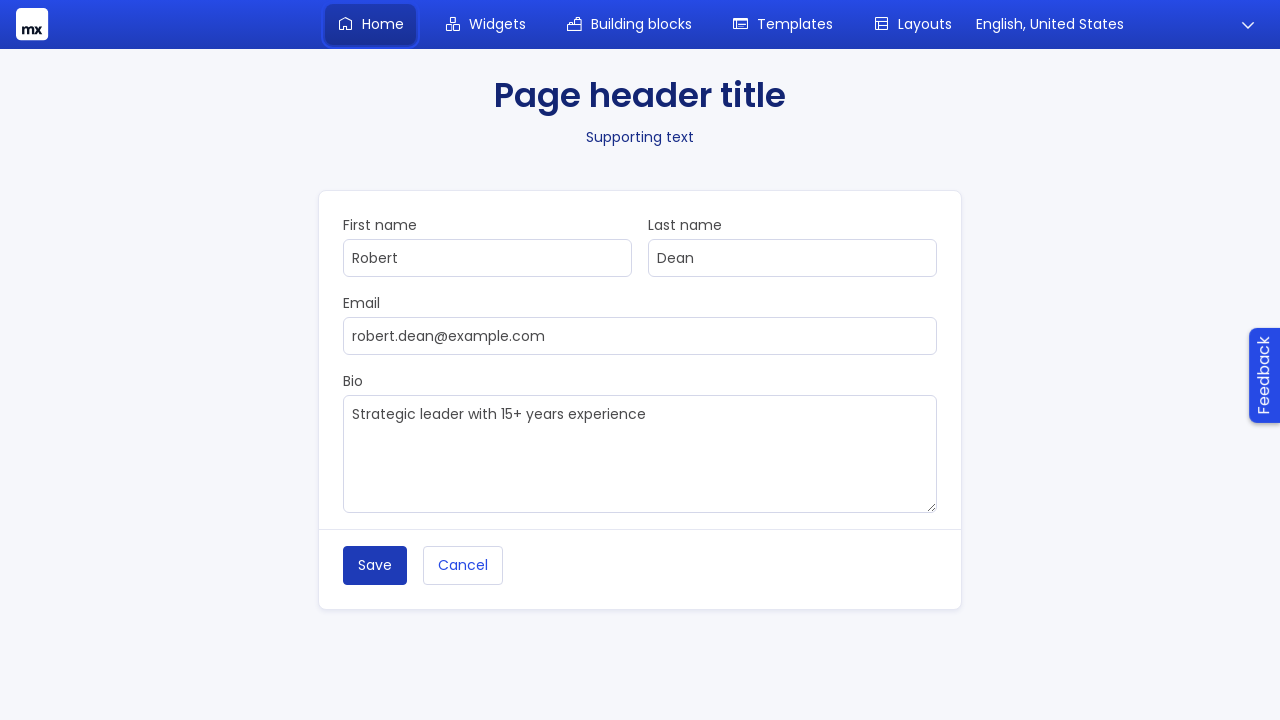 mx
Home
Widgets
Building blocks
Templates
Layouts
English, United States
Page header title
Supporting text
First name
Last name
Robert
Dean
Email
robert.dean@example.com
Feedback
Bio
Strategic leader with 15+ years experience
Save
Cancel